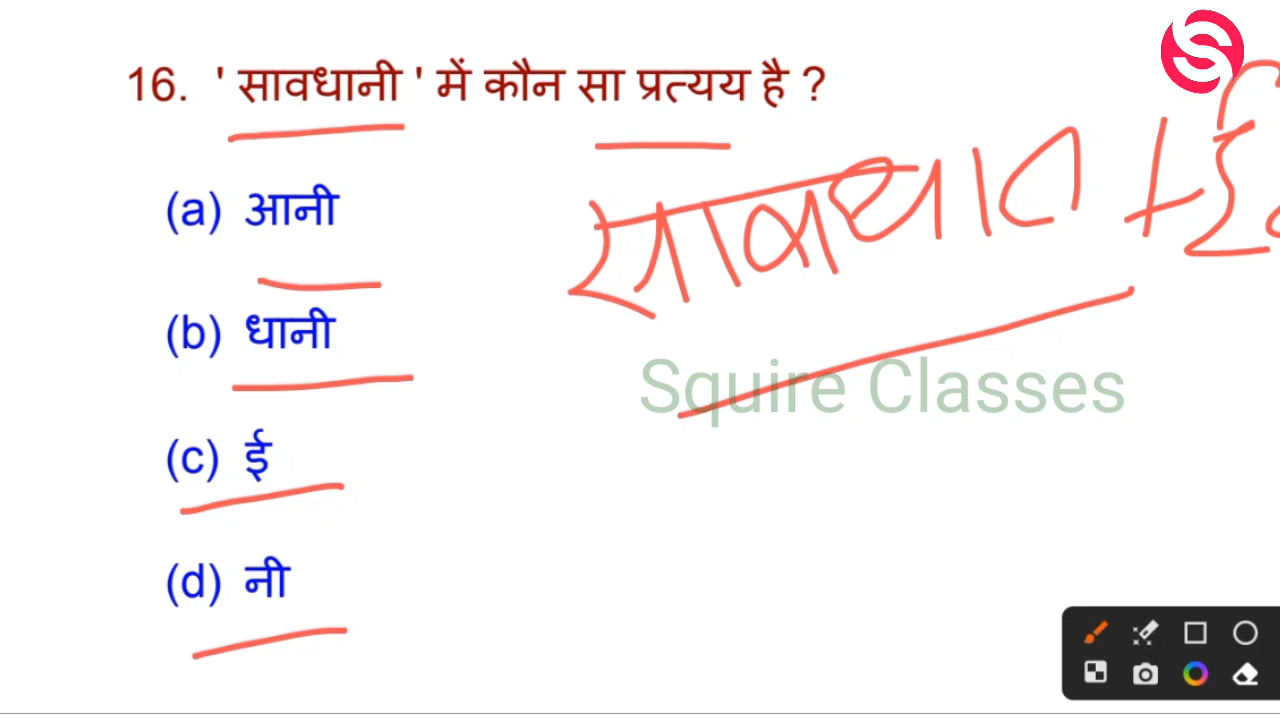 16. ' सावधानी ' में कौन सा प्रत्यय है ?
(a) आनी
सावधान + ई
(b) धानी
Squire Classes
(c) ई
(d) नी